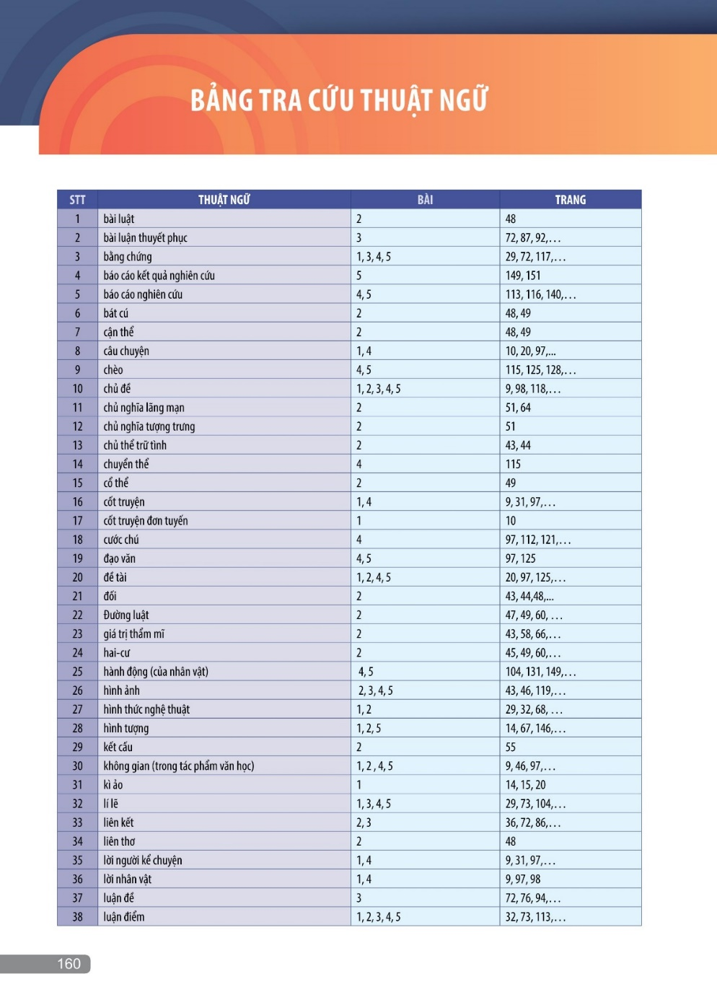 BẢNG TRA CỨU THUẬT NGỮ
STT THUẬT NGỮ BÀI TRANG
1 bài luật 2 48
2 bài luận thuyết phục 3 72, 87, 92,…
3 bằng chứng 1, 3, 4, 5 29, 72, 117,…
4 báo cáo kết quả nghiên cứu 5 149, 151
5 báo cáo nghiên cứu 4, 5 113, 116, 140,…
6 bát cú 2 48, 49
7 cận thể 2 48, 49
8 câu chuyện 1, 4 10, 20, 97,...
9 chèo 4, 5 115, 125, 128,…
10 chủ đề 1, 2, 3, 4, 5 9, 98, 118,…
11 chủ nghĩa lãng mạn 2 51, 64
12 chủ nghĩa tượng trưng 2 51
13 chủ thể trữ tình 2 43, 44
14 chuyển thể 4 115
15 cổ thể 2 49
16 cốt truyện 1, 4 9, 31, 97,…
17 cốt truyện đơn tuyến 1 10
18 cước chú 4 97, 112, 121,…
19 đạo văn 4, 5 97, 125
20 đề tài 1, 2, 4, 5 20, 97, 125,…
21 đối 2 43, 44,48,...
22 Đường luật 2 47, 49, 60, …
23 giá trị thẩm mĩ 2 43, 58, 66,…
24 hai-cư 2 45, 49, 60,…
25 hành động (của nhân vật) 4, 5 104, 131, 149,…
26 hình ảnh 2, 3, 4, 5 43, 46, 119,…
27 hình thức nghệ thuật 1, 2 29, 32, 68, …
28 hình tượng 1, 2, 5 14, 67, 146,…
29 kết cấu 2 55
30 không gian (trong tác phẩm văn học) 1, 2 , 4, 5 9, 46, 97,…
31 kì ảo 1 14, 15, 20
32 lí lẽ 1, 3, 4, 5 29, 73, 104,…
33 liên kết 2, 3 36, 72, 86,…
34 liên thơ 2 48
35 lời người kể chuyện 1, 4 9, 31, 97,…
36 lời nhân vật 1, 4 9, 97, 98
37 luận đề 3 72, 76, 94,…
38 luận điểm 1, 2, 3, 4, 5 32, 73, 113,…
160